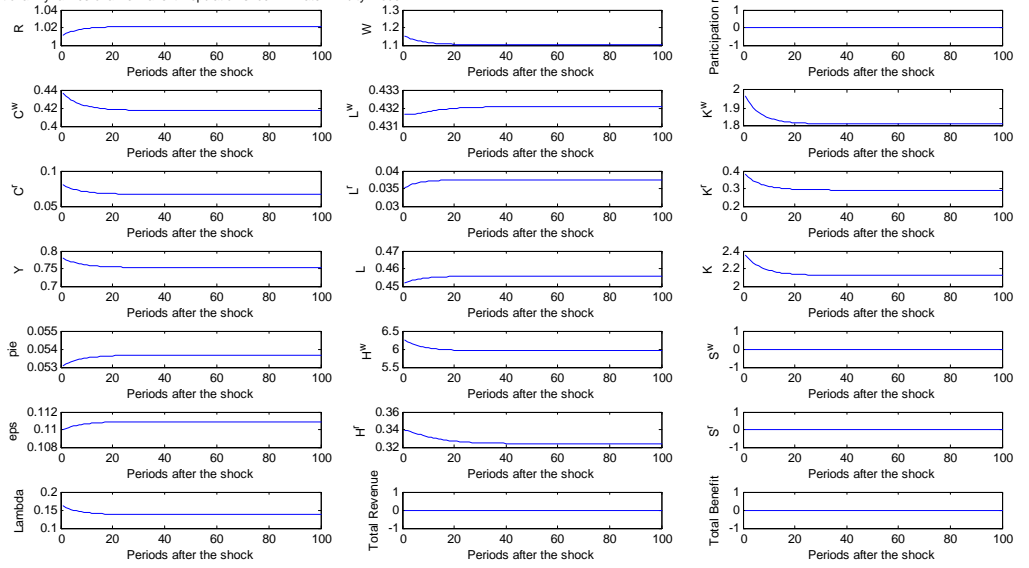 R
1.04
1.02
1
0 20 40 60 80 100
Periods after the shock
W
1.3
1.2
1.1
0 20 40 60 80 100
Periods after the shock
Participation
1
0
-1
0 20 40 60 80 100
Periods after the shock
C^w
0.44
0.42
0.4
0 20 40 60 80 100
Periods after the shock
L^w
0.433
0.432
0.431
0 20 40 60 80 100
Periods after the shock
K^w
2
1.9
1.8
0 20 40 60 80 100
Periods after the shock
C^r
0.1
0.05
0 20 40 60 80 100
Periods after the shock
L^r
0.04
0.035
0.03
0 20 40 60 80 100
Periods after the shock
K^r
0.4
0.3
0.2
0 20 40 60 80 100
Periods after the shock
Y
0.8
0.75
0.7
0 20 40 60 80 100
Periods after the shock
L
0.47
0.46
0.45
0 20 40 60 80 100
Periods after the shock
K
2.4
2.2
2
0 20 40 60 80 100
Periods after the shock
pie
0.055
0.054
0.053
0 20 40 60 80 100
Periods after the shock
H^w
6.5
6
5.5
0 20 40 60 80 100
Periods after the shock
S^w
1
0
-1
0 20 40 60 80 100
Periods after the shock
eps
0.112
0.11
0.108
0 20 40 60 80 100
Periods after the shock
H^r
0.36
0.34
0.32
0 20 40 60 80 100
Periods after the shock
S^r
1
0
-1
0 20 40 60 80 100
Periods after the shock
Lambda
0.2
0.15
0.1
0 20 40 60 80 100
Periods after the shock
Total Revenue
1
0
-1
0 20 40 60 80 100
Periods after the shock
Total Benefit
1
0
-1
0 20 40 60 80 100
Periods after the shock